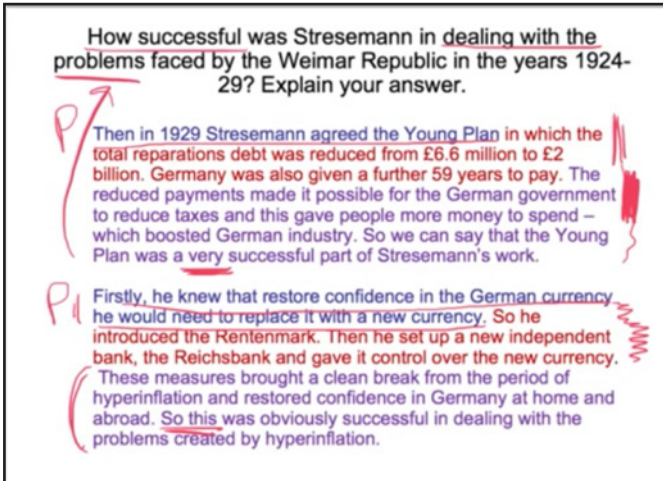 How successful was Stresemann in dealing with the
problems faced by the Weimar Republic in the years 1924-
29? Explain your answer.
P
Then in 1929 Stresemann agreed the Young Plan in which the
total reparations debt was reduced from £6.6 million to £2
billion. Germany was also given a further 59 years to pay. The
reduced payments made it possible for the German government
to reduce taxes and this gave people more money to spend –
which boosted German industry. So we can say that the Young
Plan was a very successful part of Stresemann's work.
P
Firstly, he knew that restore confidence in the German currency
he would need to replace it with a new currency. So he
introduced the Rentenmark. Then he set up a new independent
bank, the Reichsbank and gave it control over the new currency.
These measures brought a clean break from the period of
hyperinflation and restored confidence in Germany at home and
abroad. So this was obviously successful in dealing with the
problems created by hyperinflation.